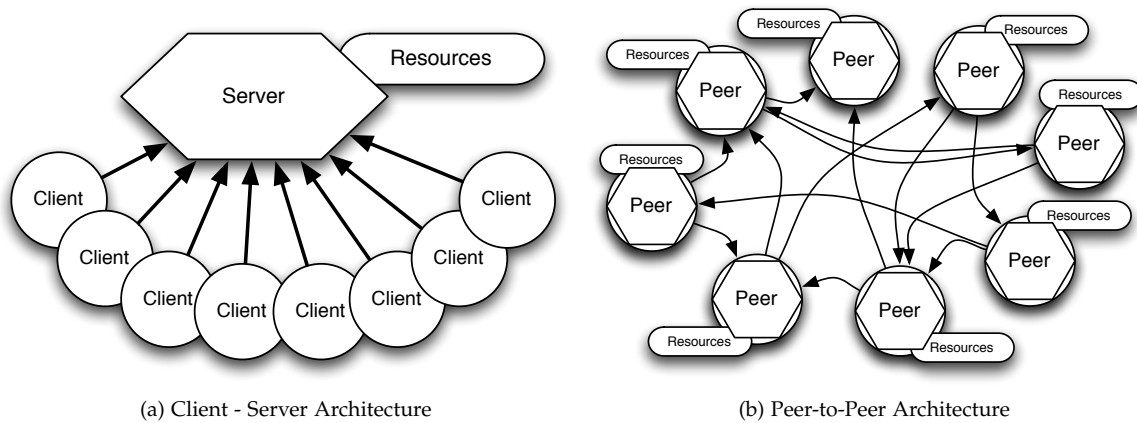 Resources
Server
Client
Client
Client
Client
Client
Client
Client
Client
(a) Client - Server Architecture
Resources
Peer
Resources
Peer
Resources
Peer
Resources
Peer
Resources
Peer
Resources
Peer
Peer
Resources
Peer
Resources
(b) Peer-to-Peer Architecture